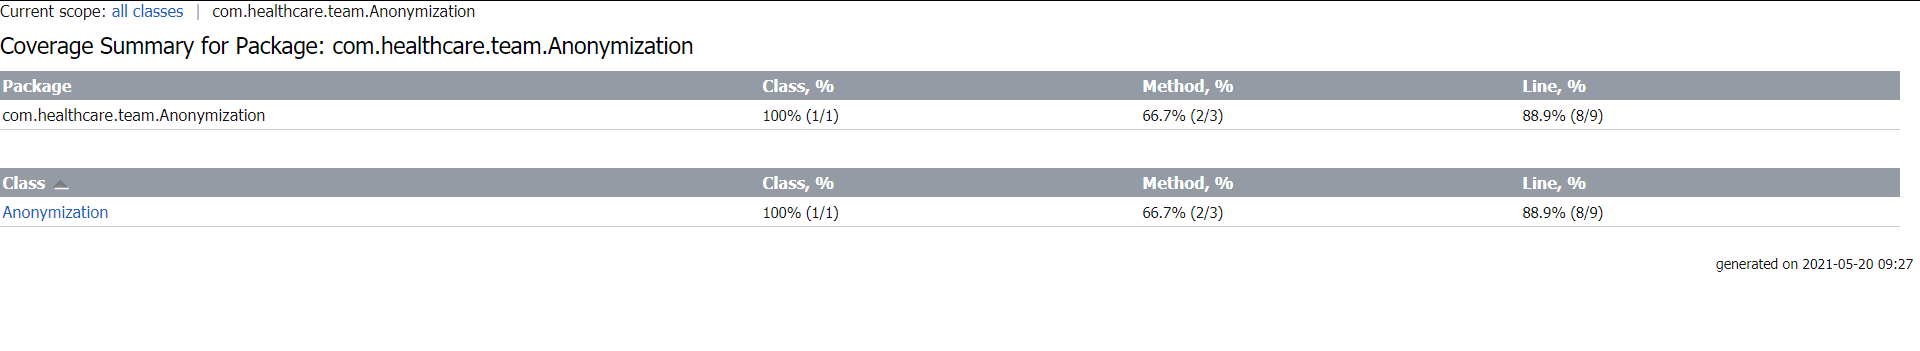 Current scope: all classes | com.healthcare.team.Anonymization
Coverage Summary for Package: com.healthcare.team.Anonymization
Package Class, % Method, % Line, %
com.healthcare.team.Anonymization 100% (1/1) 66.7% (2/3) 88.9% (8/9)
Class Class, % Method, % Line, %
Anonymization 100% (1/1) 66.7% (2/3) 88.9% (8/9)
generated on 2021-05-20 09:27